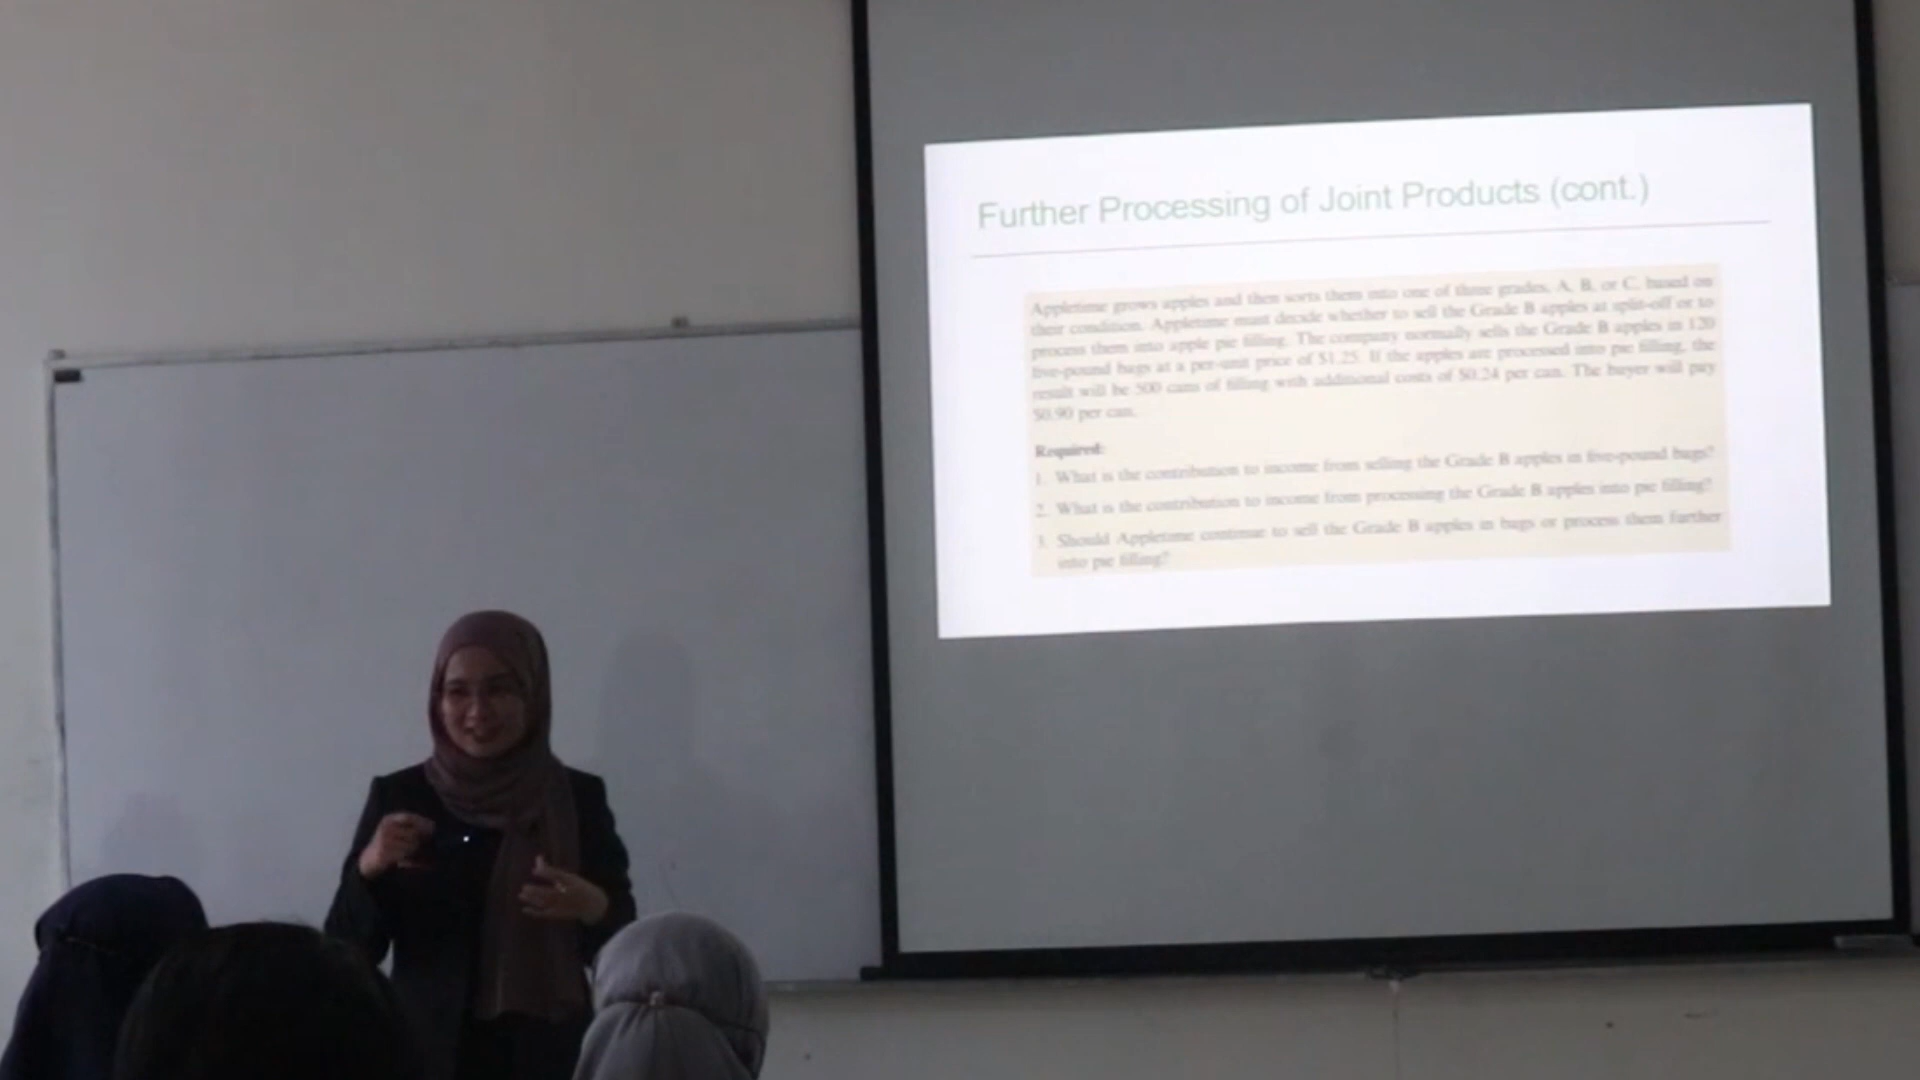 Further Processing of Joint Products (cont.)
Appletime grows apples and then sorts them into one of three grades, A, B, or C, based on
their condition. Appletime must decide whether to sell the Grade B apples at split-off or to
process them into apple pie filling. The company normally sells the Grade B apples in 120
five-pound bags at a per-unit price of $1.25. If the apples are processed into pie filling, the
result will be 500 cans of filling with additional costs of $0.24 per can. The buyer will pay
$0.90 per can.
Required:
1. What is the contribution to income from selling the Grade B apples in five-pound bags?
2. What is the contribution to income from processing the Grade B apples into pie filling?
3. Should Appletime continue to sell the Grade B apples in bags or process them further
into pie filling?